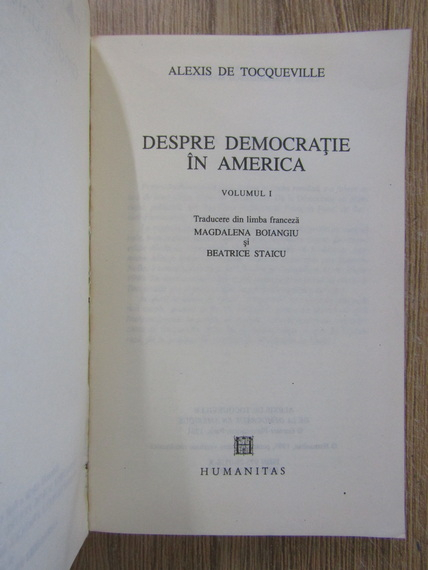 ALEXIS DE TOCQUEVILLE
DESPRE DEMOCRAŢIE
ÎN AMERICA
VOLUMUL I
Traducere din limba franceză
MAGDALENA BOIANGIU
şi
BEATRICE STAICU
H
HUMANITAS